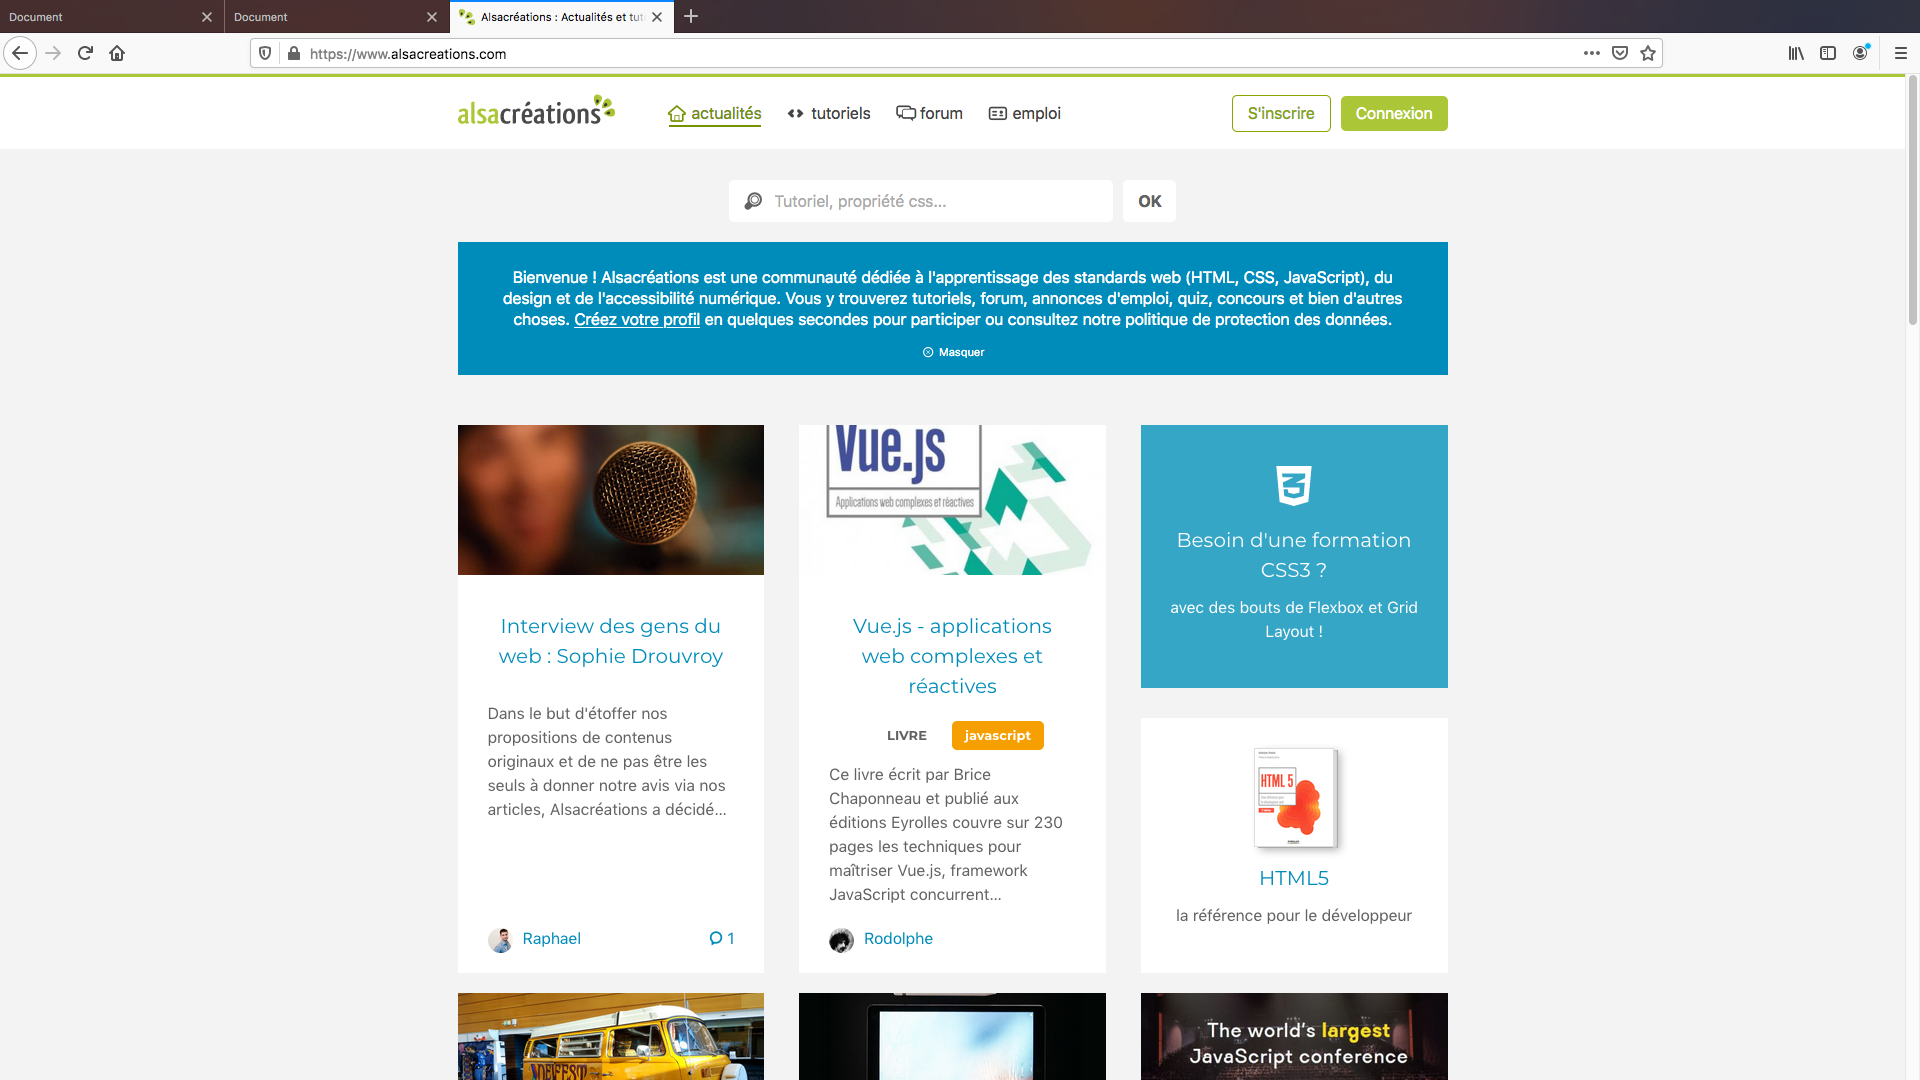 Document
Document
Alsacréations : Actualités et tut
https://www.alsacreations.com
alsacréations
actualités
tutoriels
forum
emploi
S'inscrire
Connexion
Tutoriel, propriété css...
OK
Bienvenue ! Alsacréations est une communauté dédiée à l'apprentissage des standards web (HTML, CSS, JavaScript), du
design et de l'accessibilité numérique. Vous y trouverez tutoriels, forum, annonces d'emploi, quiz, concours et bien d'autres
choses. Créez votre profil en quelques secondes pour participer ou consultez notre politique de protection des données.
Masquer
Interview des gens du
web : Sophie Drouvroy
Dans le but d'étoffer nos
propositions de contenus
originaux et de ne pas être les
seuls à donner notre avis via nos
articles, Alsacréations a décidé...
Raphael
1
Vue.js
Applications web complexes et réactives
Vue.js - applications
web complexes et
réactives
LIVRE
javascript
Ce livre écrit par Brice
Chaponneau et publié aux
éditions Eyrolles couvre sur 230
pages les techniques pour
maîtriser Vue.js, framework
JavaScript concurrent...
Rodolphe
Besoin d'une formation
CSS3 ?
avec des bouts de Flexbox et Grid
Layout !
HTML 5
HTML5
la référence pour le développeur
The world's largest
JavaScript conference